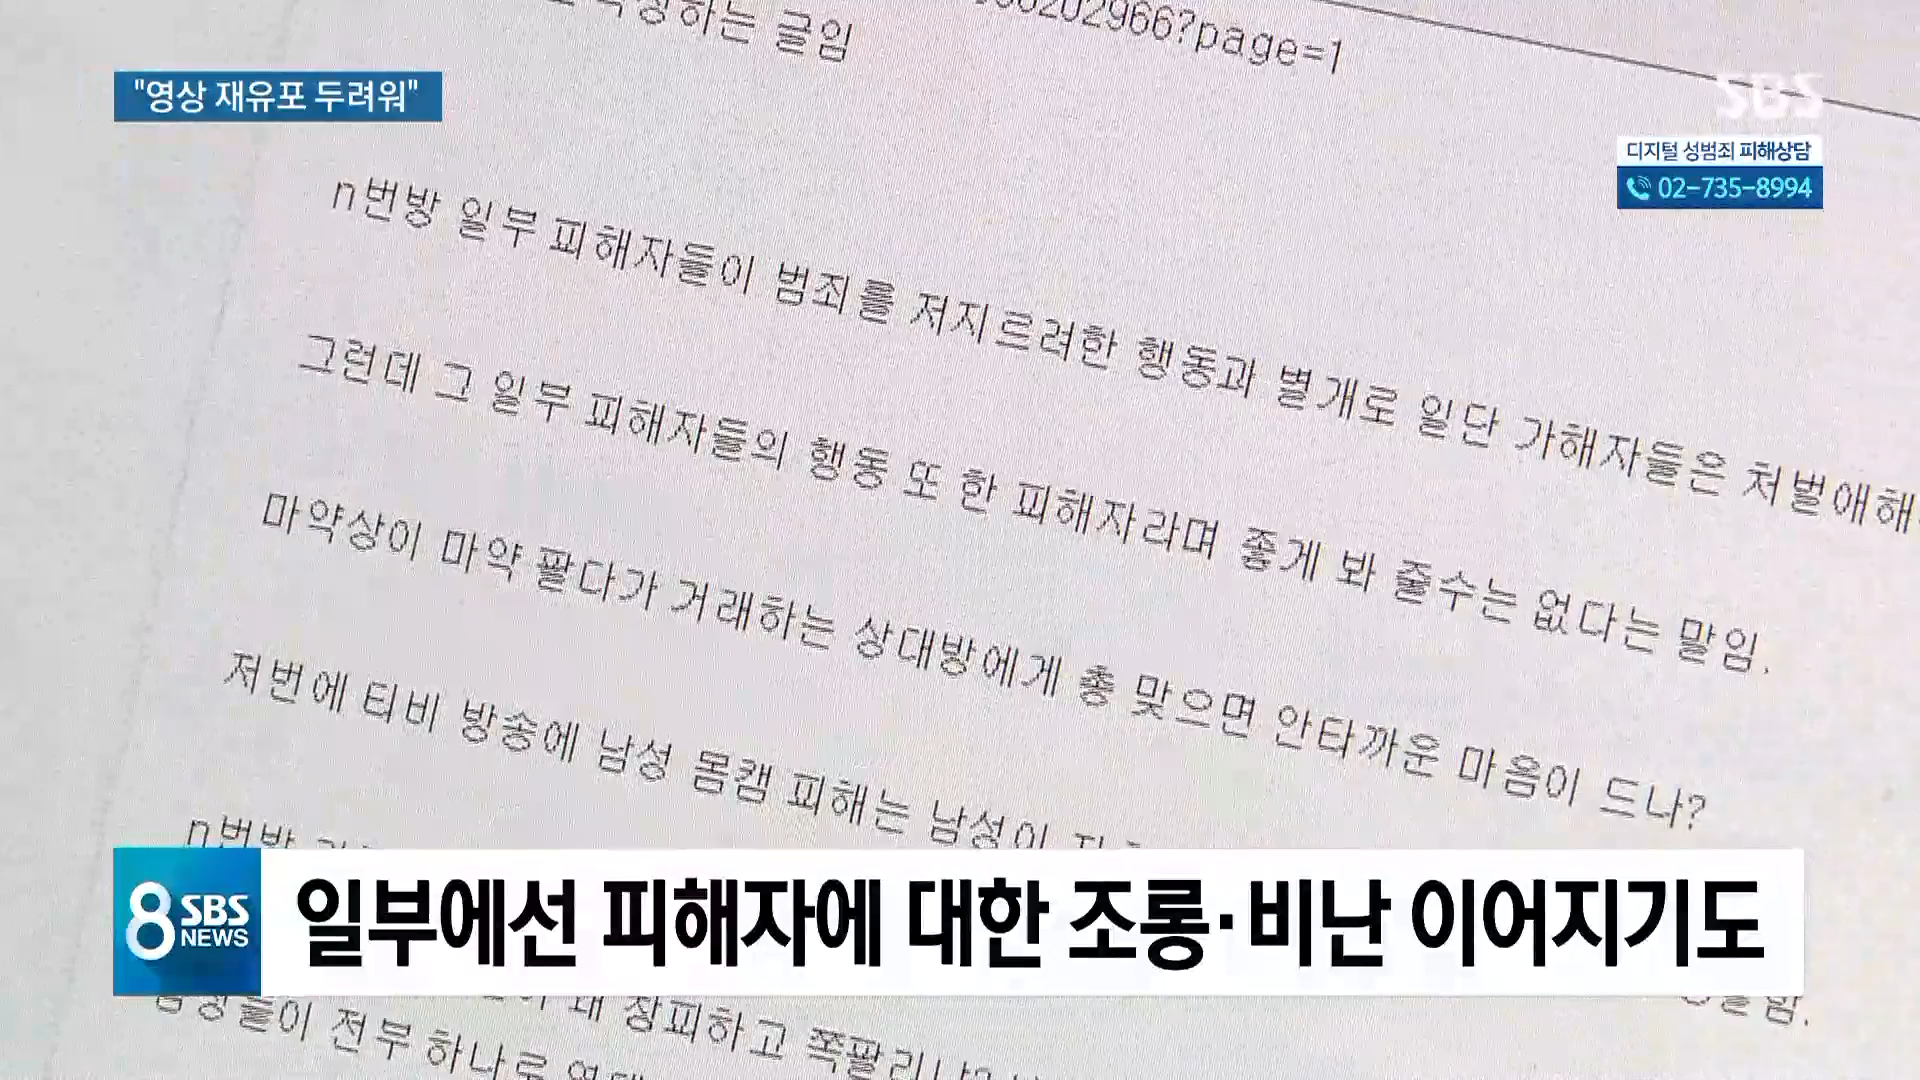 하는 글임
?page=1
"영상 재유포 두려워"
SBS
디지털 성범죄 피해상담
02-735-8994
n번방 일부 피해자들이 범죄를 저지르려한 행동과 별개로 일단 가해자들은 처벌애해
그런데 그 일부 피해자들의 행동 또 한 피해자라며 좋게 봐 줄수는 없다는 말임.
마약상이 마약 팔다가 거래하는 상대방에게 총 맞으면 안타까운 마음이 드나?
저번에 티비 방송에 남성 몸캠 피해는 남성이
n번방
8 SBS NEWS
일부에선 피해자에 대한 조롱·비난 이어지기도
왜 창피하고 쪽팔리냐?
전부 하나로